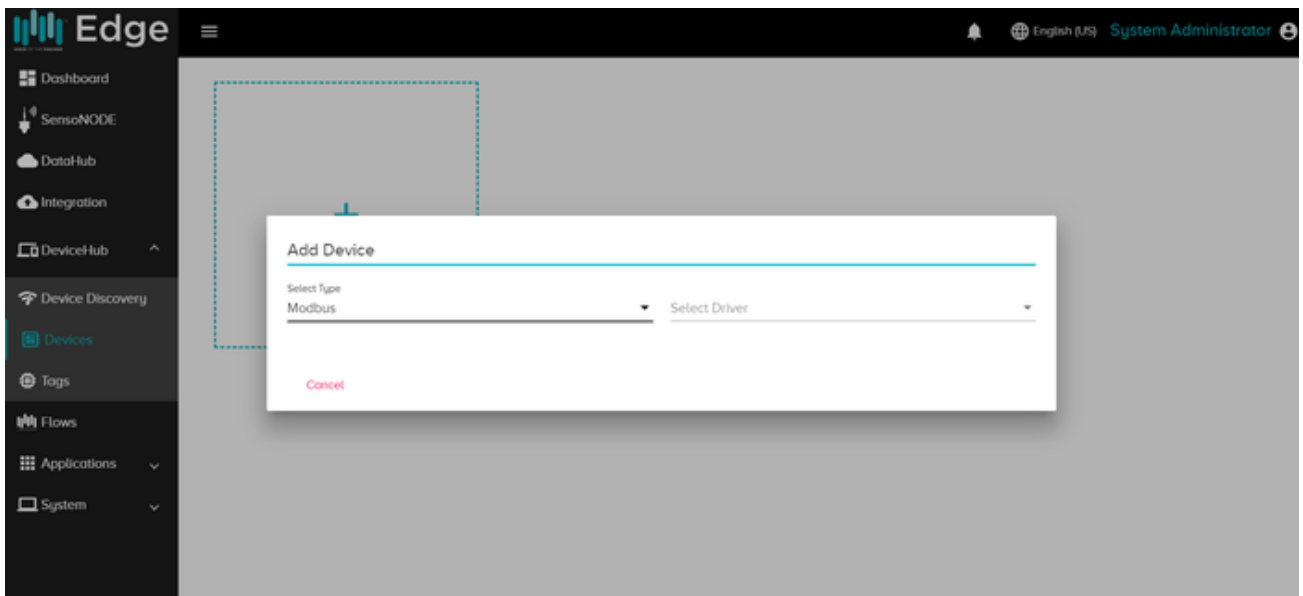 Edge
English (US) System Administrator
Dashboard
SensoNODE
DataHub
Integration
DeviceHub
Device Discovery
Devices
Tags
Flows
Applications
System
Add Device
Select Type
Modbus
Select Driver
Cancel